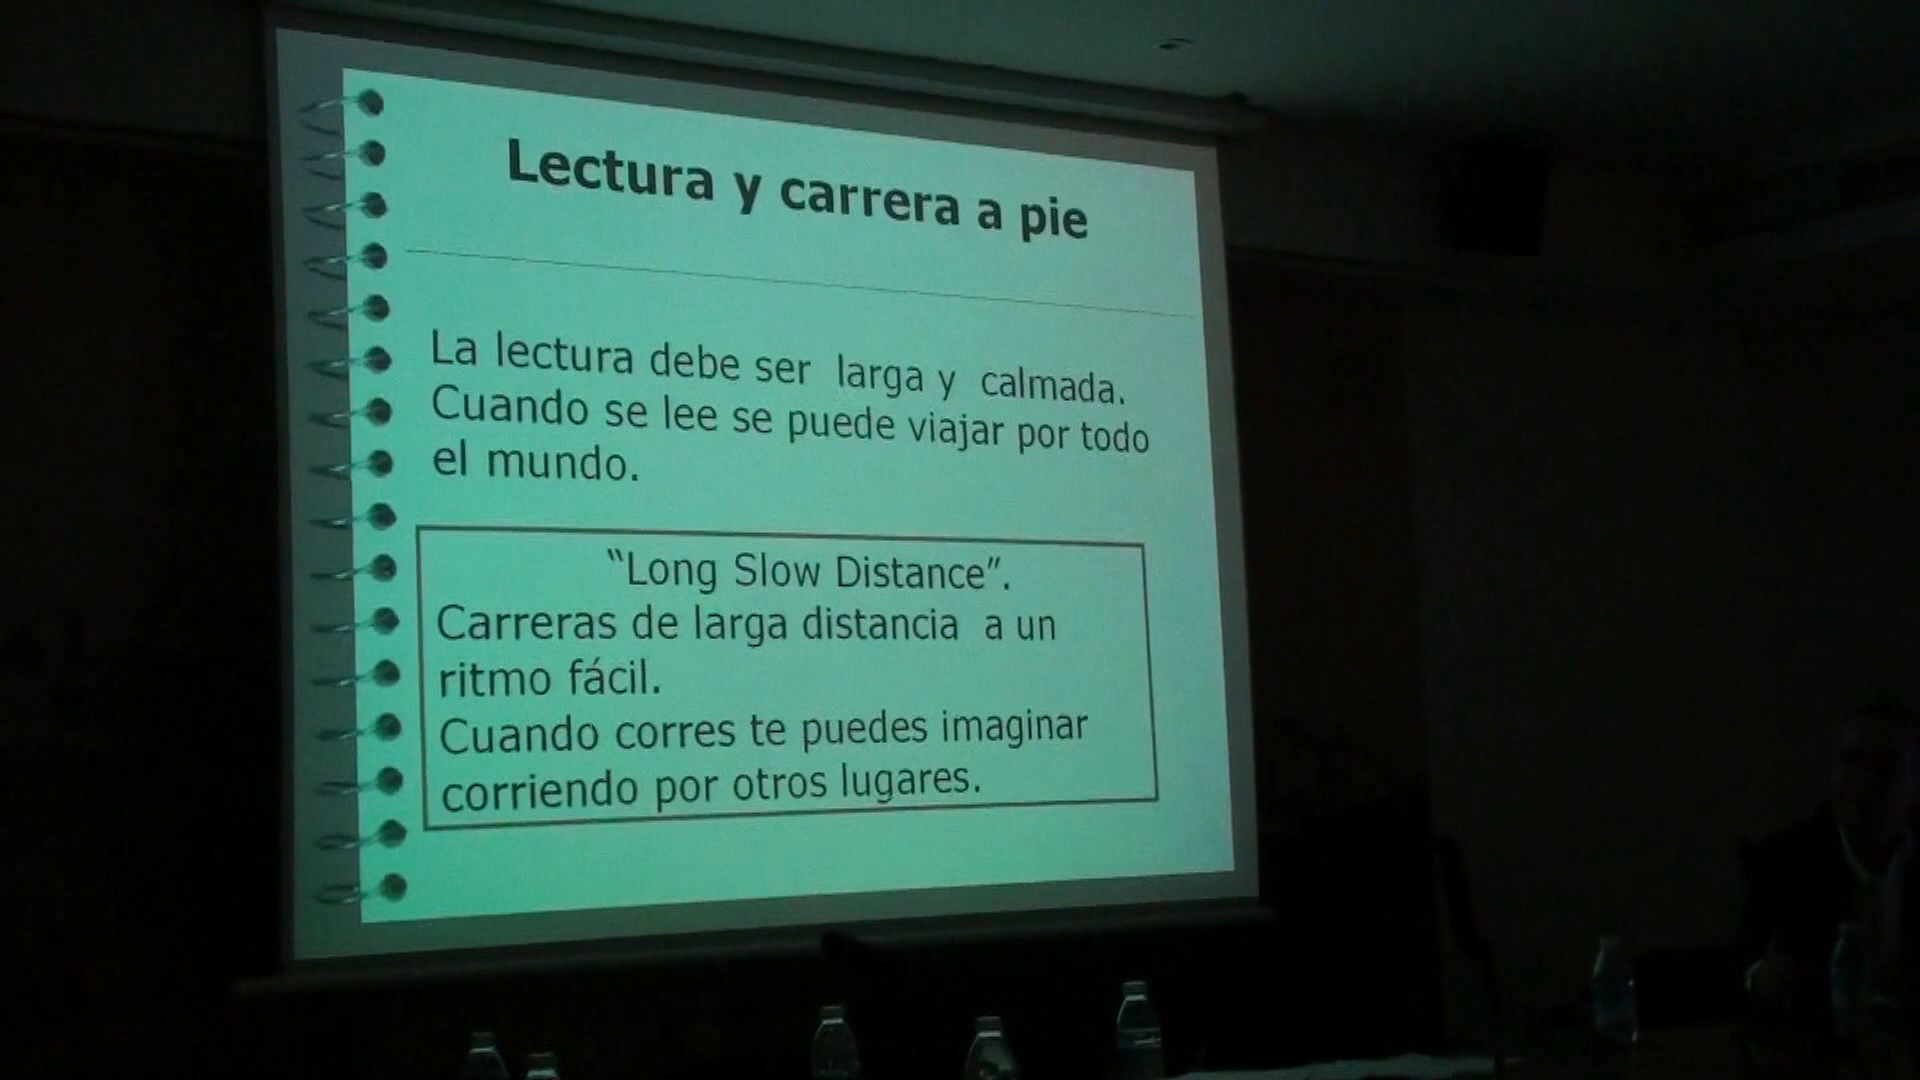 Lectura y carrera a pie
La lectura debe ser larga y calmada.
Cuando se lee se puede viajar por todo
el mundo.
“Long Slow Distance”.
Carreras de larga distancia a un
ritmo fácil.
Cuando corres te puedes imaginar
corriendo por otros lugares.